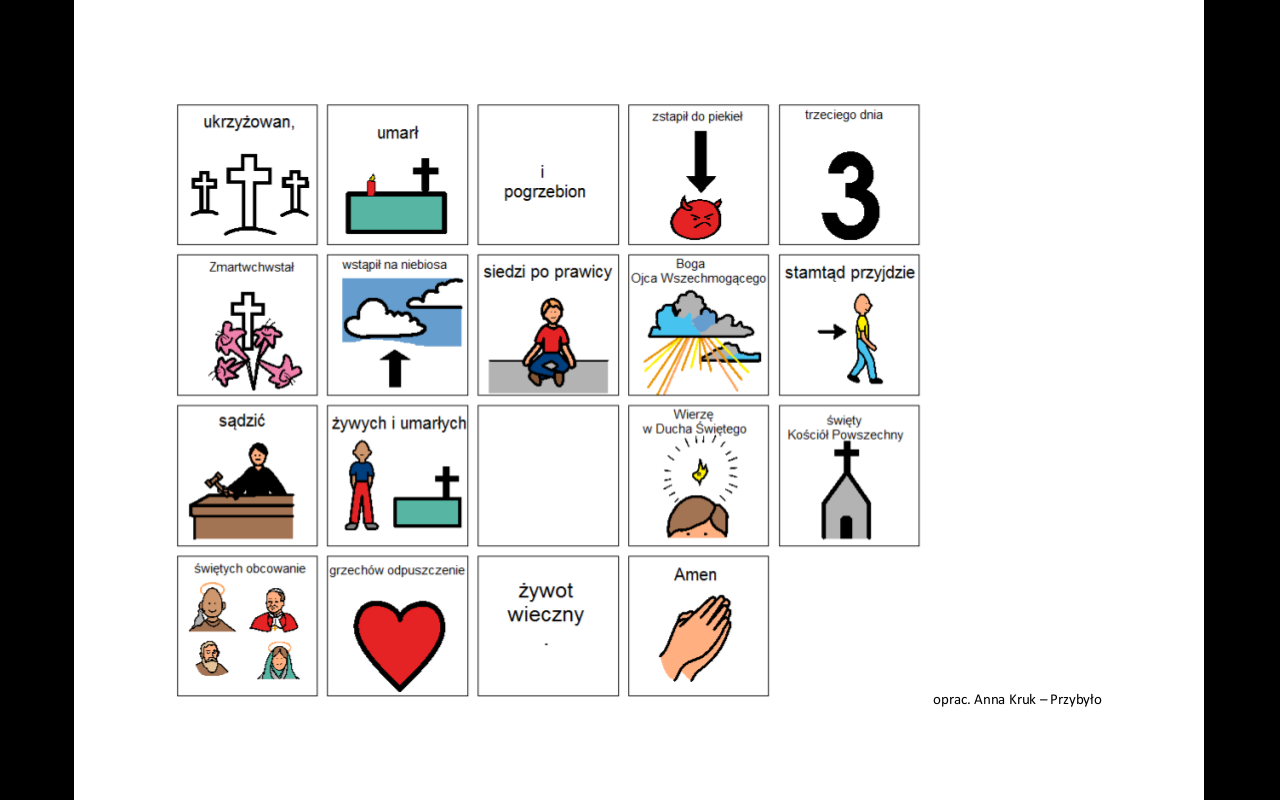 ukrzyżowan,
umarł
i
pogrzebion
zstąpił do piekieł
trzeciego dnia
3
Zmartwchwstał
wstąpił na niebiosa
siedzi po prawicy
Boga
Ojca Wszechmogącego
stamtąd przyjdzie
sądzić
żywych i umarłych
Wierzę
w Ducha Świętego
święty
Kościół Powszechny
świętych obcowanie
grzechów odpuszczenie
żywot
wieczny
.
Amen
oprac. Anna Kruk – Przybyło